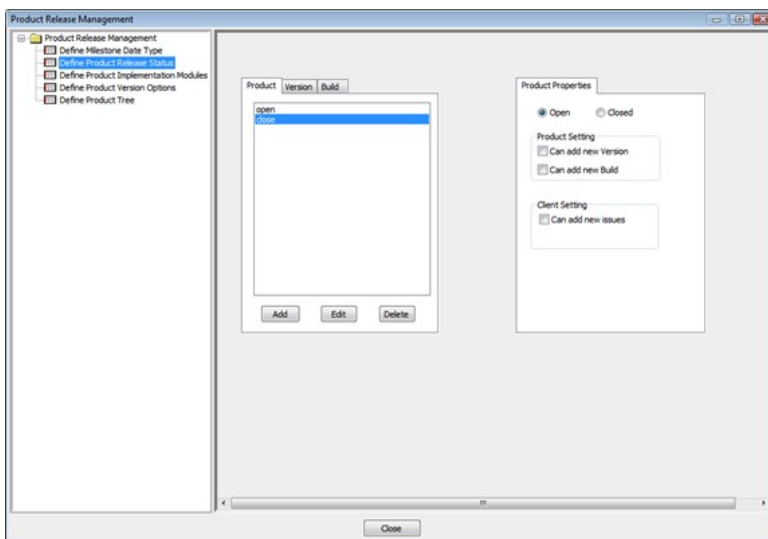 Product Release Management
Product Release Management
Define Milestone Date Type
Define Product Release Status
Define Product Implementation Modules
Define Product Version Options
Define Product Tree
Product Version Build
open
close
Add Edit Delete
Product Properties
Open Closed
Product Setting
Can add new Version
Can add new Build
Client Setting
Can add new issues
Close